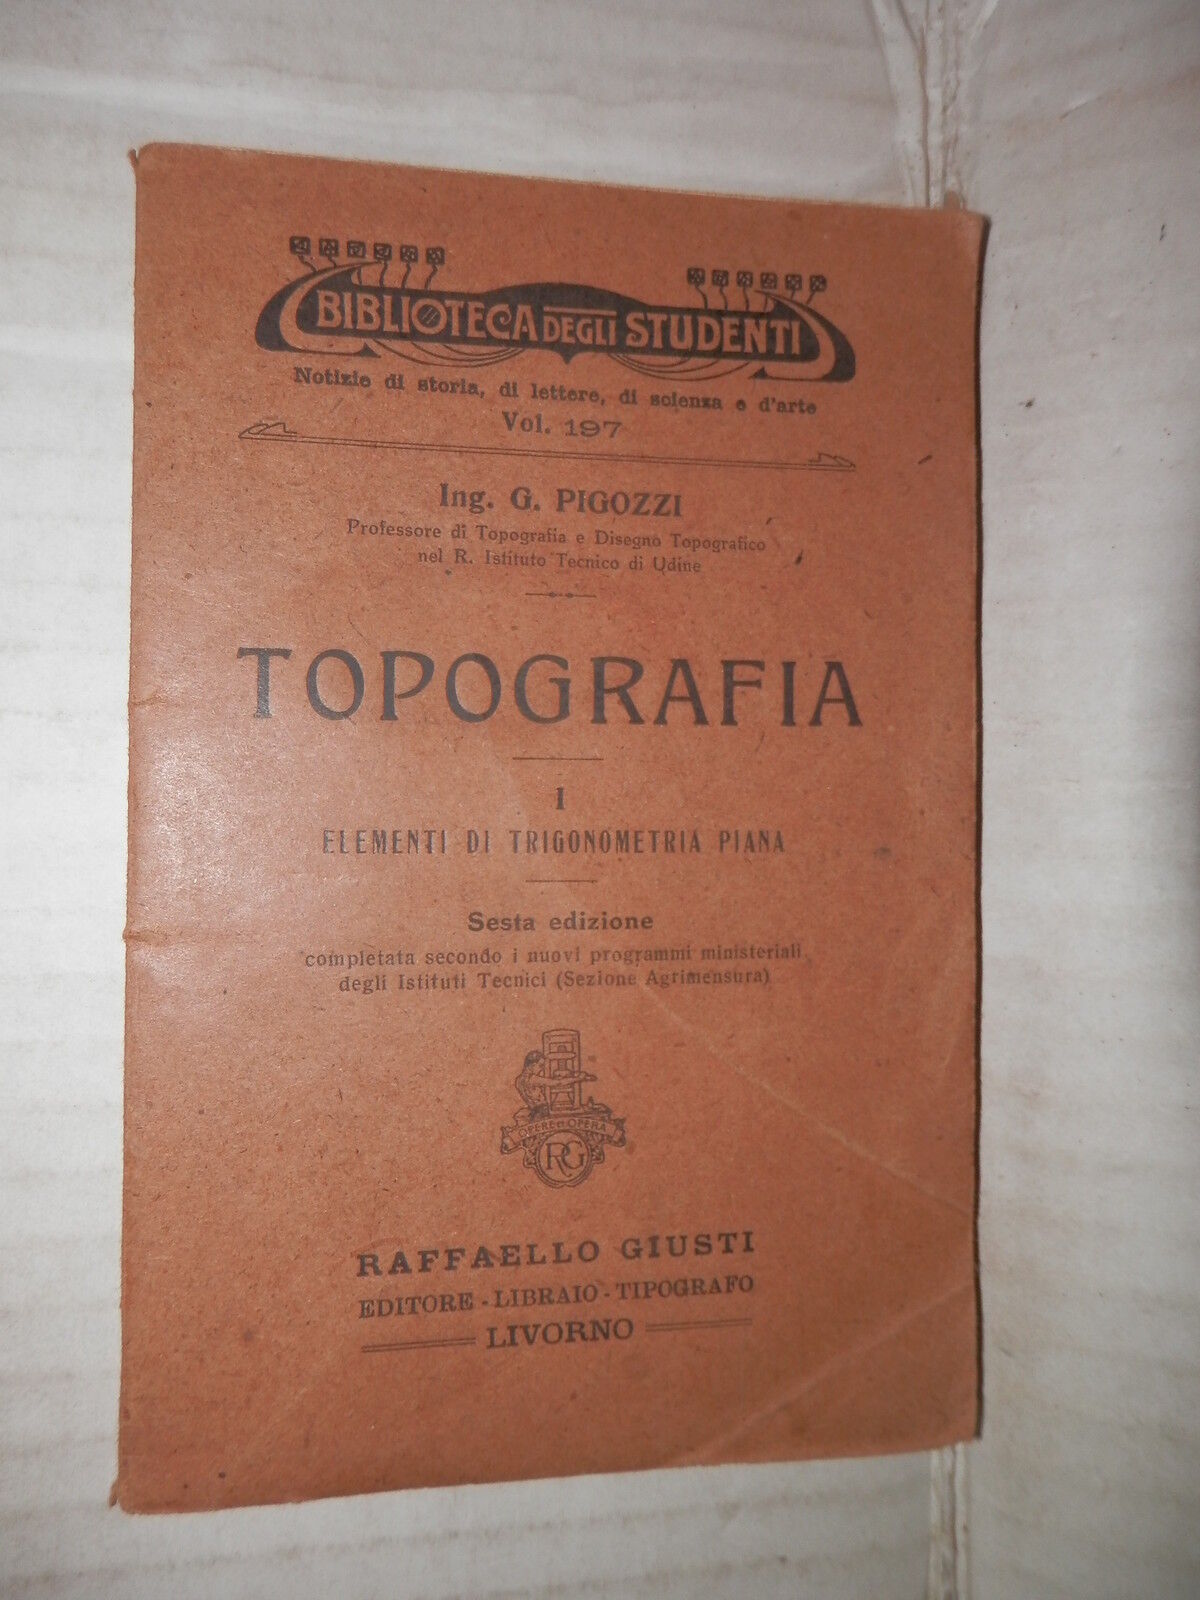 BIBLIOTECA DEGLI STUDENTI
Notizie di storia, di lettere, di scienza e d'arte
Vol. 197
Ing. G. PIGOZZI
Professore di Topografia e Disegno Topografico
nel R. Istituto Tecnico di Udine
TOPOGRAFIA
I
ELEMENTI DI TRIGONOMETRIA PIANA
Sesta edizione
completata secondo i nuovi programmi ministeriali
degli Istituti Tecnici (Sezione Agrimensura)
OPERE ET OPERA
RG
RAFFAELLO GIUSTI
EDITORE - LIBRAIO - TIPOGRAFO
LIVORNO